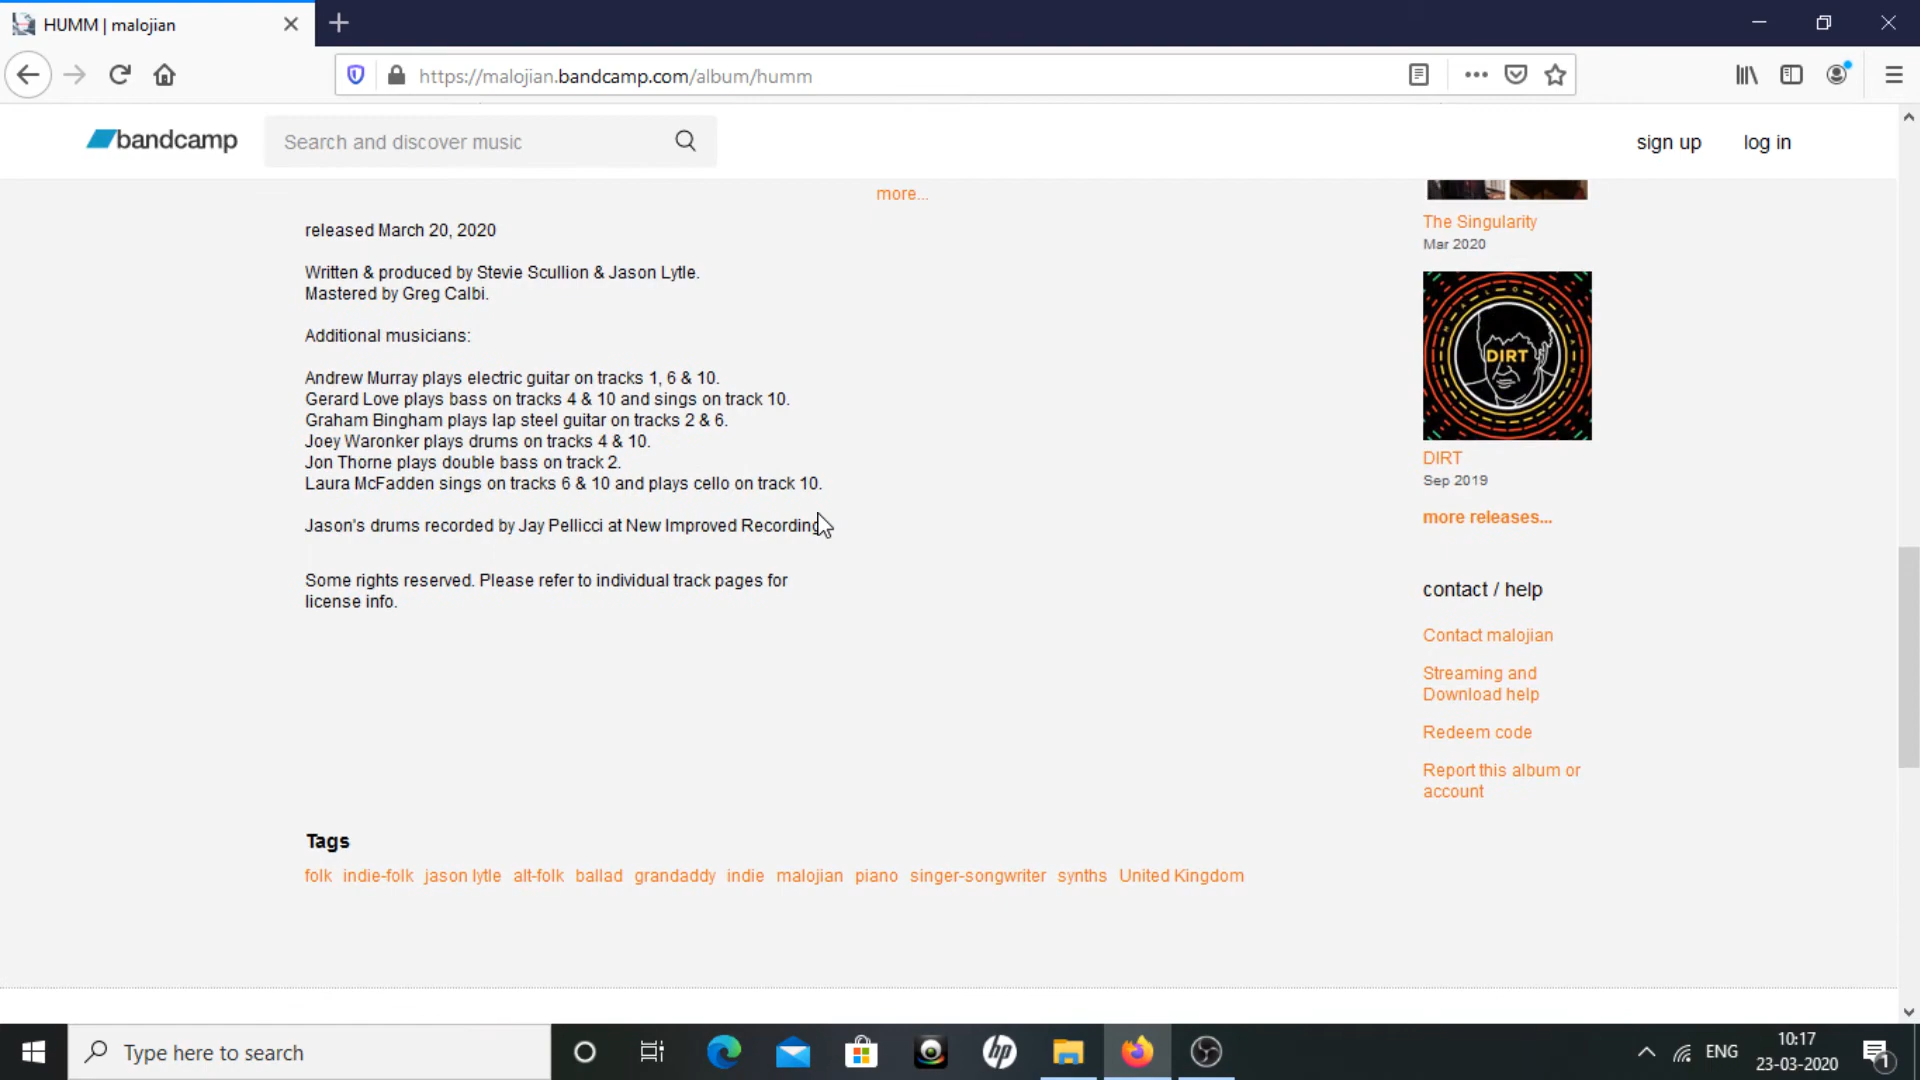 HUMM | malojian
https://malojian.bandcamp.com/album/humm
bandcamp
Search and discover music
sign up
log in
more...
released March 20, 2020
Written & produced by Stevie Scullion & Jason Lytle.
Mastered by Greg Calbi.
Additional musicians:
Andrew Murray plays electric guitar on tracks 1, 6 & 10.
Gerard Love plays bass on tracks 4 & 10 and sings on track 10.
Graham Bingham plays lap steel guitar on tracks 2 & 6.
Joey Waronker plays drums on tracks 4 & 10.
Jon Thorne plays double bass on track 2.
Laura McFadden sings on tracks 6 & 10 and plays cello on track 10.
Jason's drums recorded by Jay Pellicci at New Improved Recording
Some rights reserved. Please refer to individual track pages for
license info.
Tags
folk indie-folk jason lytle alt-folk ballad grandaddy indie malojian piano singer-songwriter synths United Kingdom
The Singularity
Mar 2020
MALOJIAN
DIRT
DIRT
Sep 2019
more releases...
contact / help
Contact malojian
Streaming and
Download help
Redeem code
Report this album or
account
Type here to search
hp
ENG
10:17
23-03-2020
1